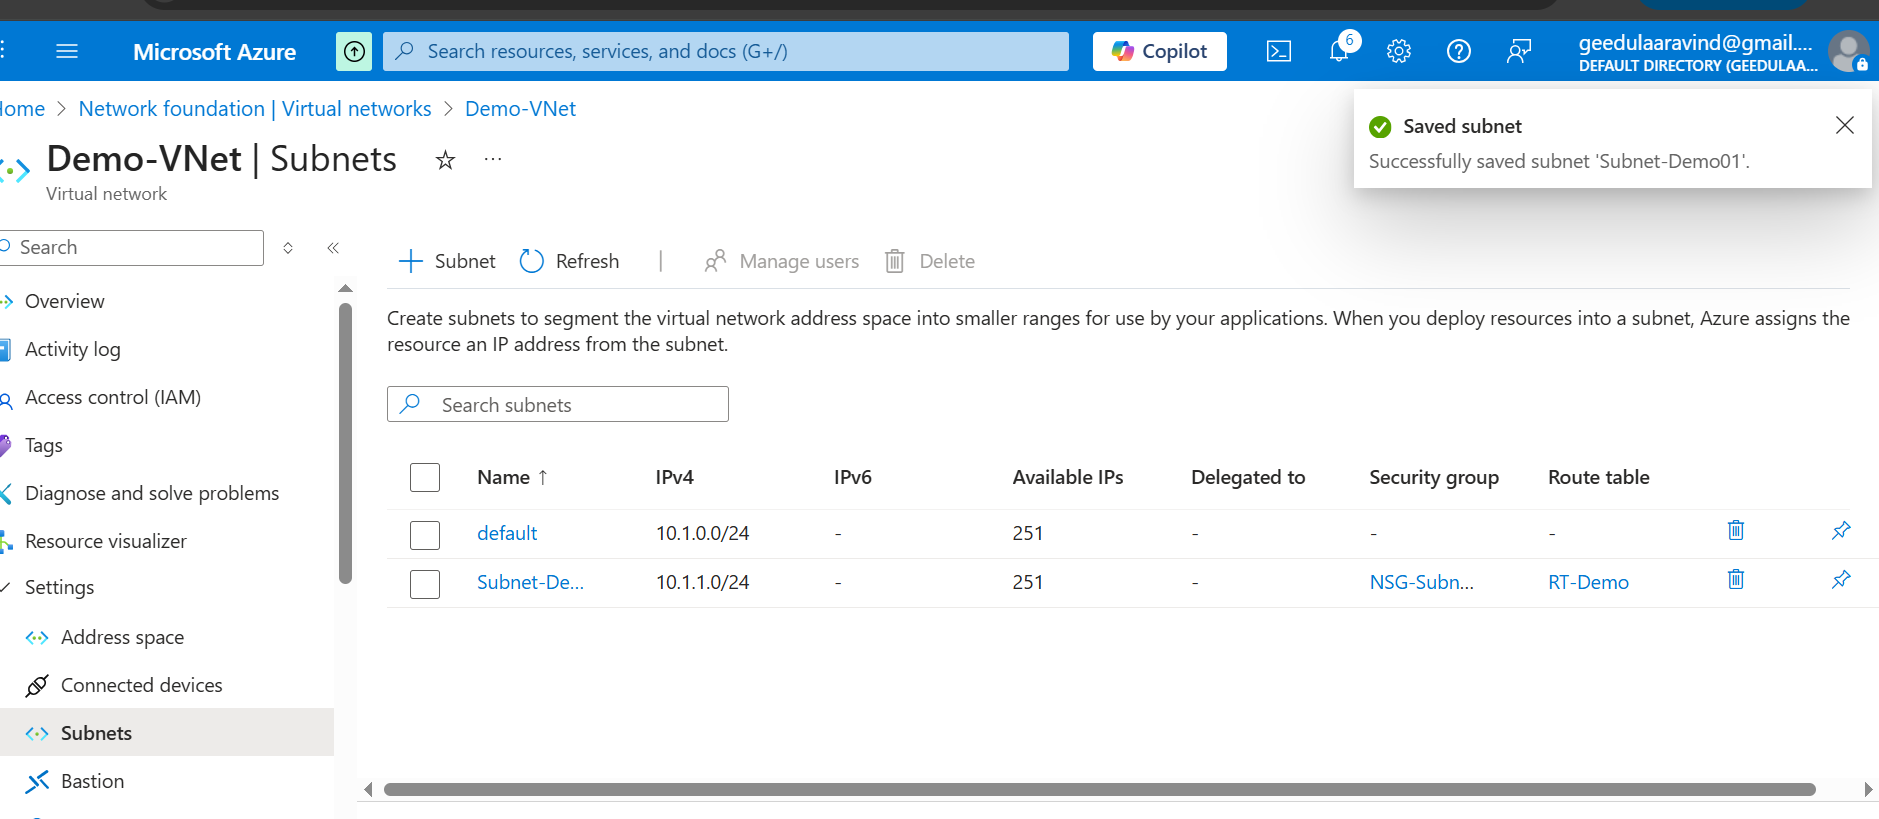 Microsoft Azure
Search resources, services, and docs (G+/)
Copilot
6
geedulaaravind@gmail....
DEFAULT DIRECTORY (GEEDULAA...
Home > Network foundation | Virtual networks > Demo-VNet
Saved subnet
Successfully saved subnet 'Subnet-Demo01'.
Demo-VNet | Subnets
Virtual network
Search
Subnet
Refresh
Manage users
Delete
Overview
Activity log
Access control (IAM)
Tags
Diagnose and solve problems
Resource visualizer
Settings
Address space
Connected devices
Subnets
Bastion
Create subnets to segment the virtual network address space into smaller ranges for use by your applications. When you deploy resources into a subnet, Azure assigns the
resource an IP address from the subnet.
Search subnets
Name ↑ IPv4 IPv6 Available IPs Delegated to Security group Route table
default 10.1.0.0/24 - 251 - - -
Subnet-De... 10.1.1.0/24 - 251 - NSG-Subn... RT-Demo